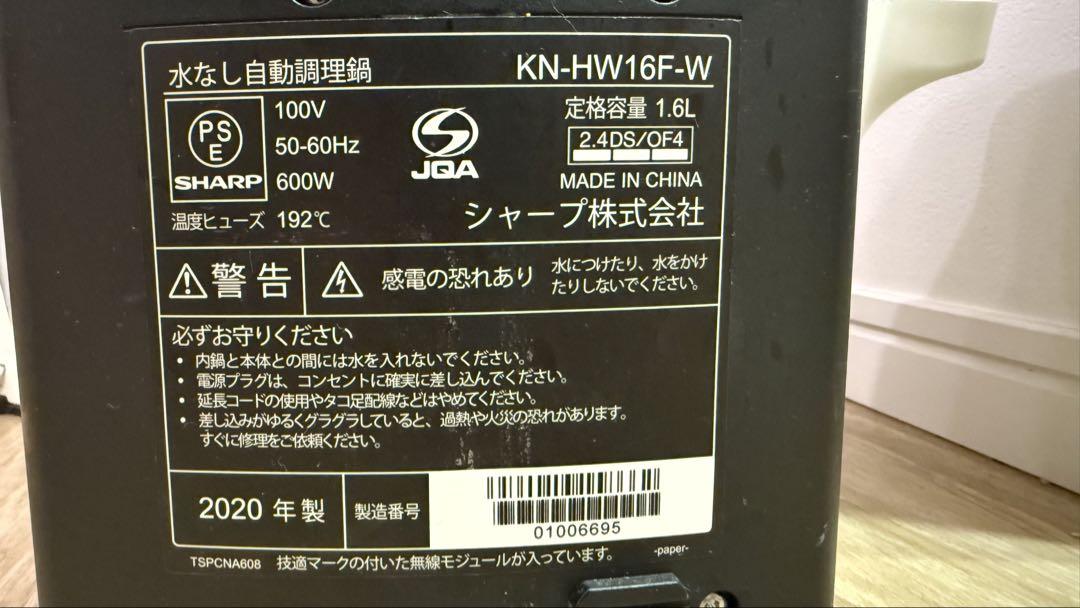 水なし自動調理鍋
KN-HW16F-W
PS
E
SHARP
100V
50-60Hz
600W
JQA
定格容量 1.6L
2.4DS/OF4
MADE IN CHINA
温度ヒューズ 192℃
シャープ株式会社
警告
感電の恐れあり
水につけたり、水をかけ
たりしないでください。
必ずお守りください
・ 内鍋と本体との間には水を入れないでください。
・ 電源プラグは、コンセントに確実に差し込んでください。
・ 延長コードの使用やタコ足配線などはやめてください。
・ 差し込みがゆるくグラグラしていると、過熱や火災の恐れがあります。
すぐに修理をご依頼ください。
2020 年製
製造番号
01006695
TSPCNA608 技適マークの付いた無線モジュールが入っています。
-paper-